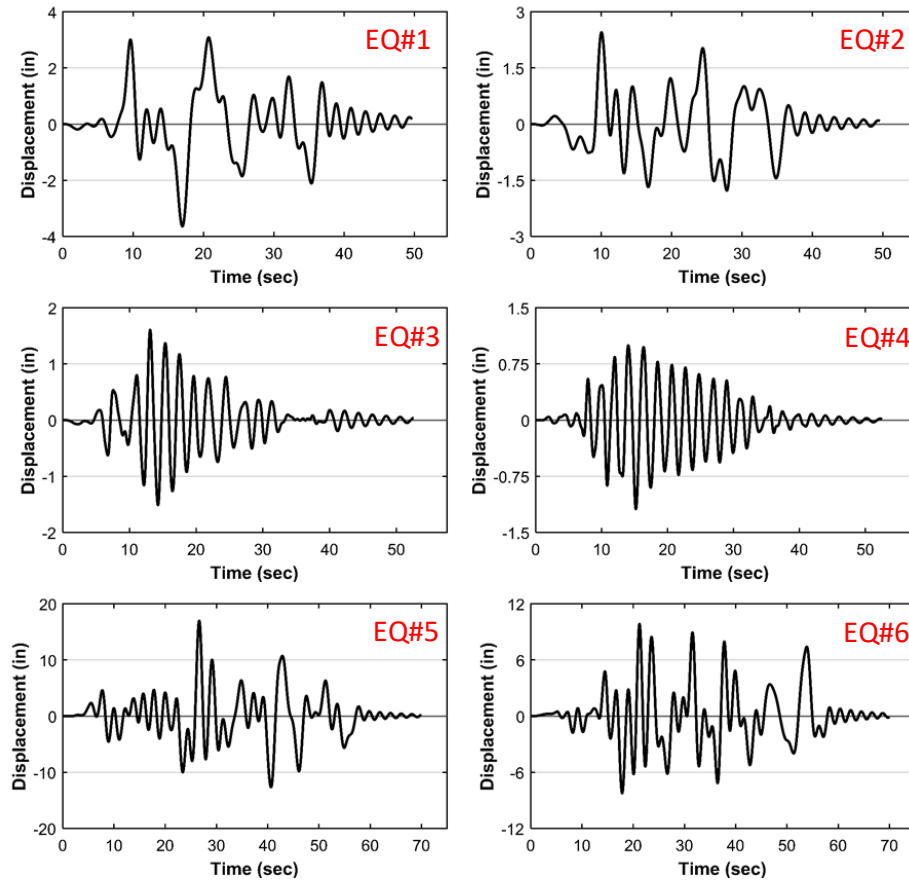 EQ#1
Displacement (in)
4
2
0
-2
-4
0 10 20 30 40 50
Time (sec)
EQ#2
Displacement (in)
3
1.5
0
-1.5
-3
0 10 20 30 40 50
Time (sec)
EQ#3
Displacement (in)
2
1
0
-1
-2
0 10 20 30 40 50
Time (sec)
EQ#4
Displacement (in)
1.5
0.75
0
-0.75
-1.5
0 10 20 30 40 50
Time (sec)
EQ#5
Displacement (in)
20
10
0
-10
-20
0 10 20 30 40 50 60 70
Time (sec)
EQ#6
Displacement (in)
12
6
0
-6
-12
0 10 20 30 40 50 60 70
Time (sec)